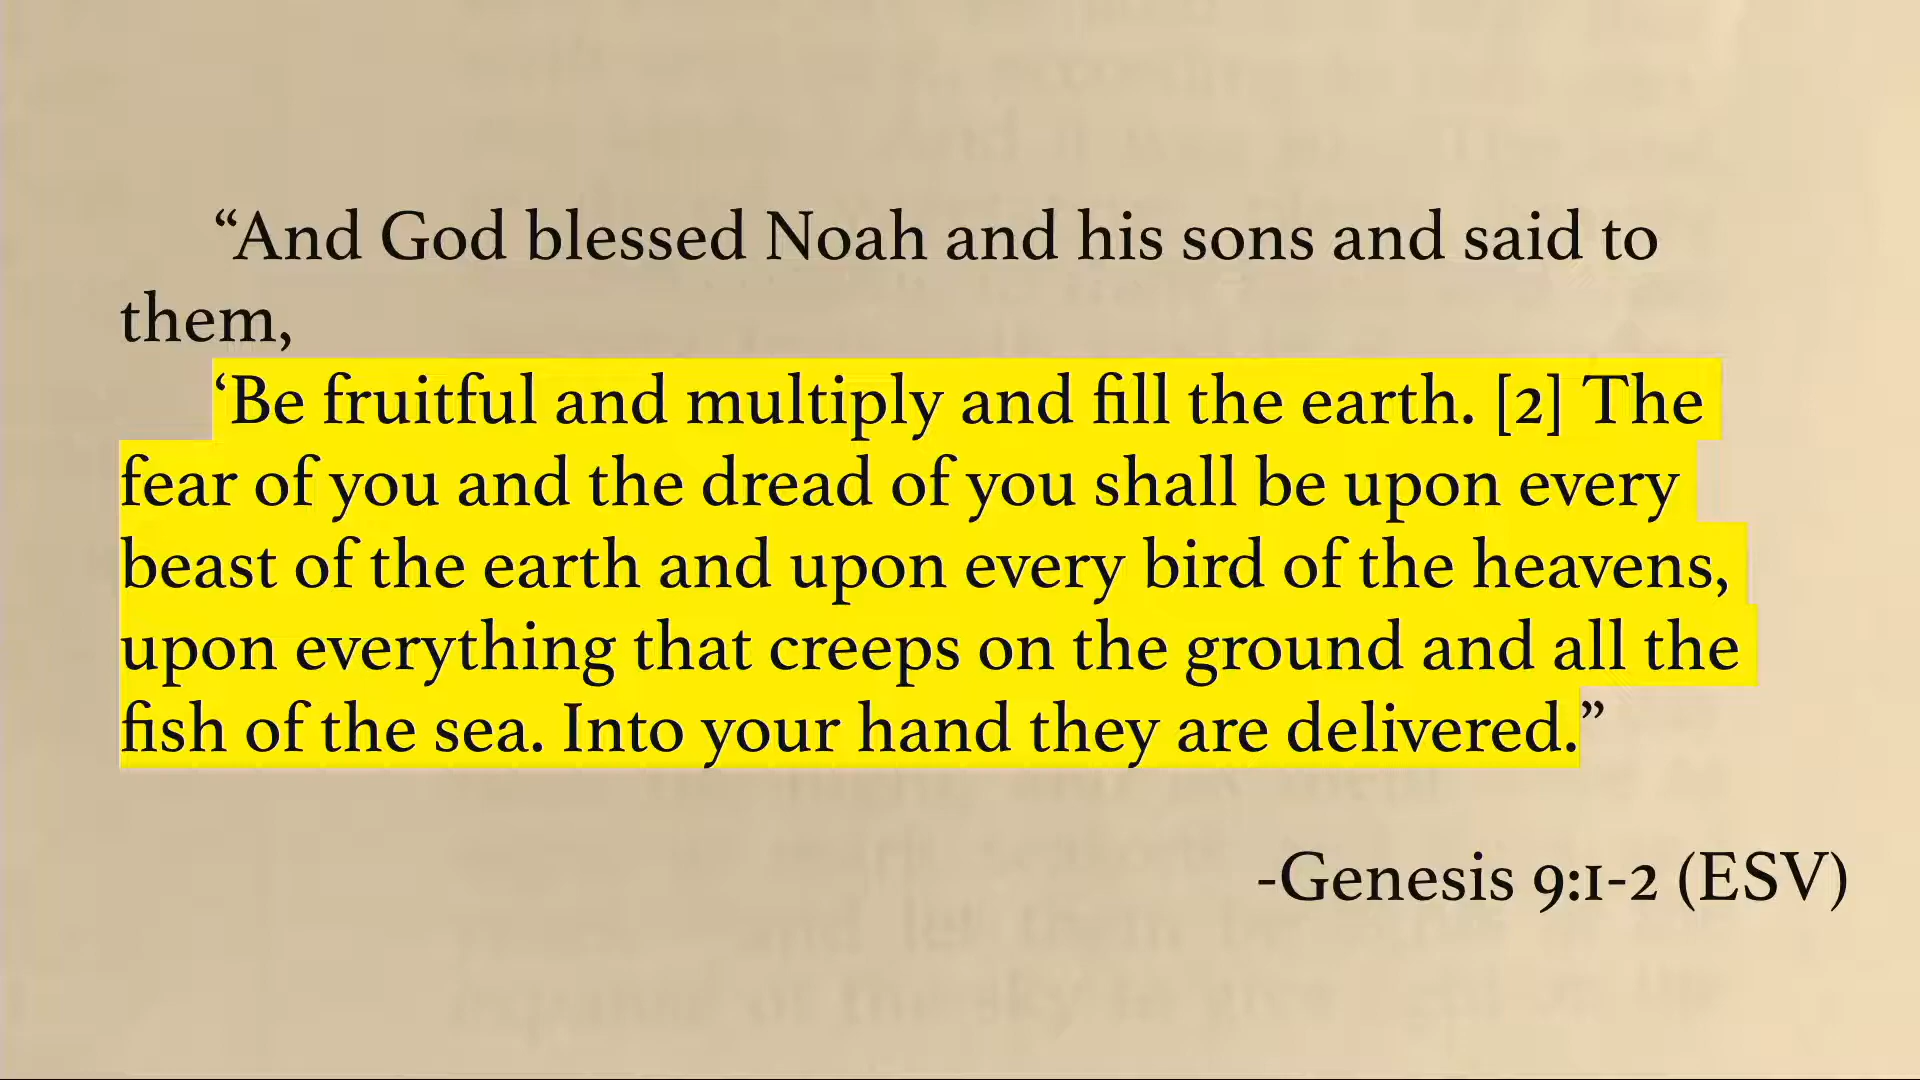 “And God blessed Noah and his sons and said to
them,
‘Be fruitful and multiply and fill the earth. [2] The
fear of you and the dread of you shall be upon every
beast of the earth and upon every bird of the heavens,
upon everything that creeps on the ground and all the
fish of the sea. Into your hand they are delivered.”
-Genesis 9:1-2 (ESV)